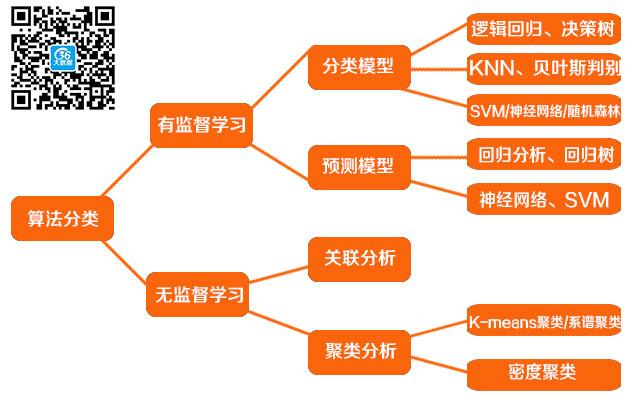 36
大数据
逻辑回归、决策树
分类模型
KNN、贝叶斯判别
SVM/神经网络/随机森林
有监督学习
预测模型
回归分析、回归树
神经网络、SVM
算法分类
关联分析
无监督学习
聚类分析
K-means聚类/系谱聚类
密度聚类